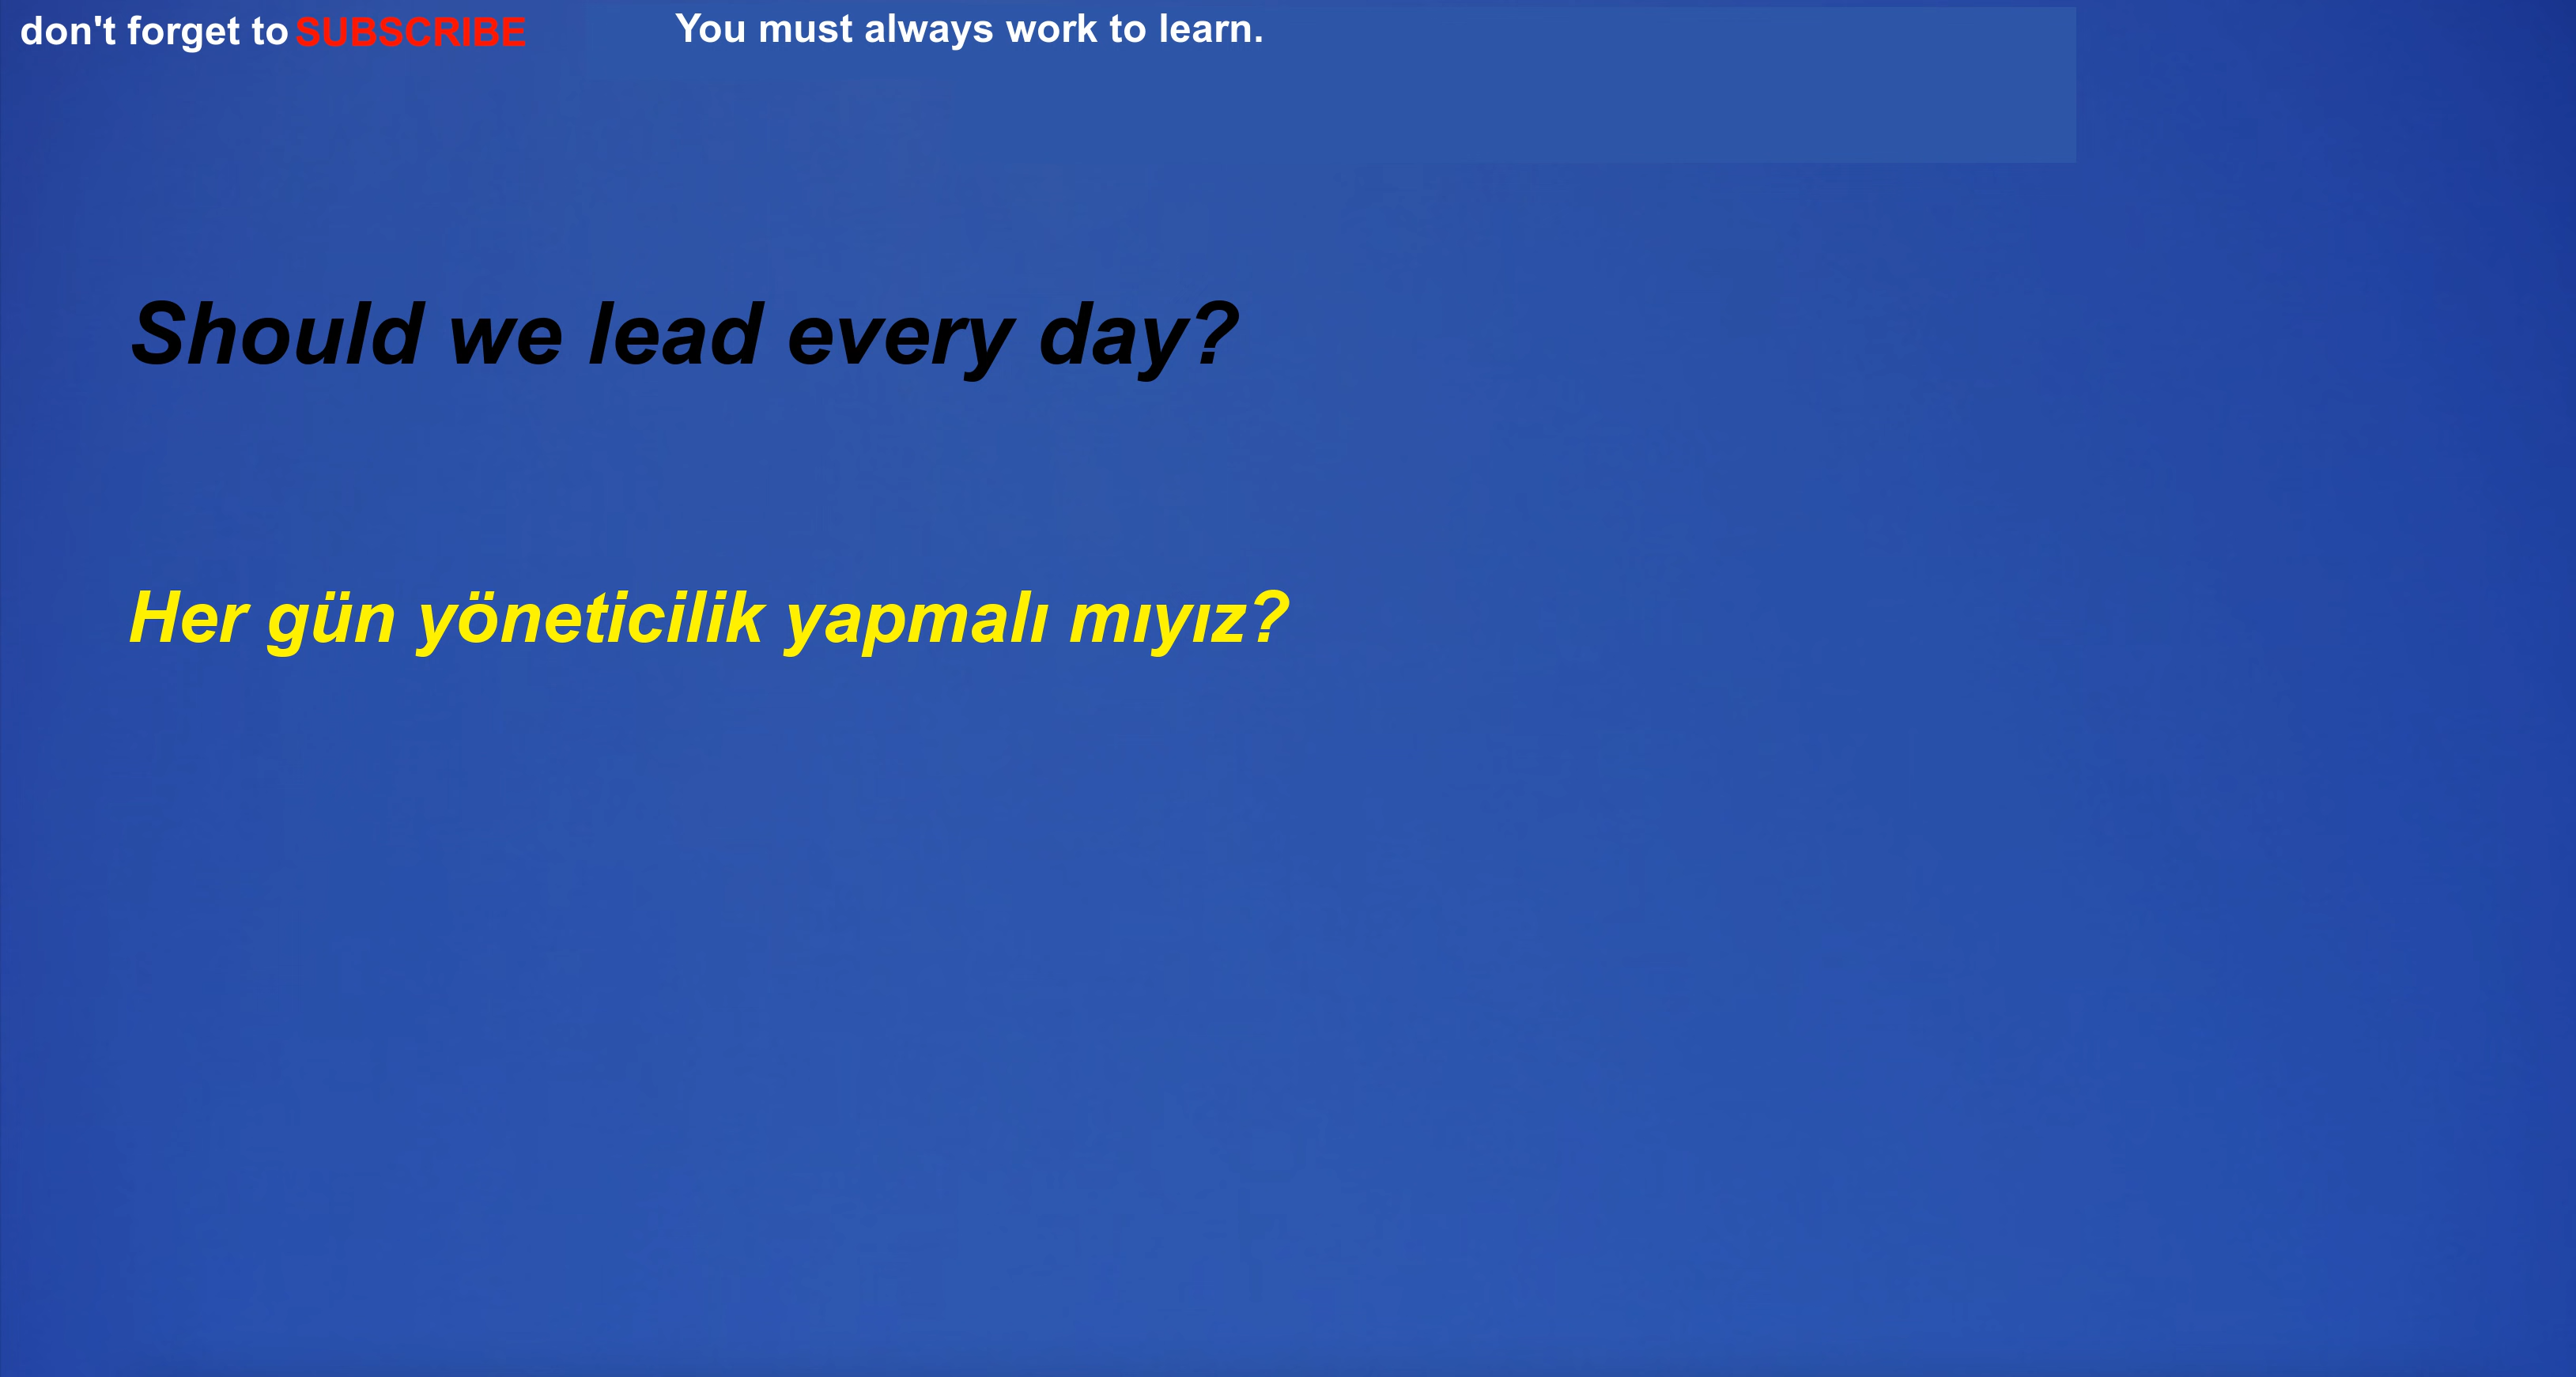 don't forget to SUBSCRIBE
You must always work to learn.
Should we lead every day?
Her gün yöneticilik yapmalı mıyız?